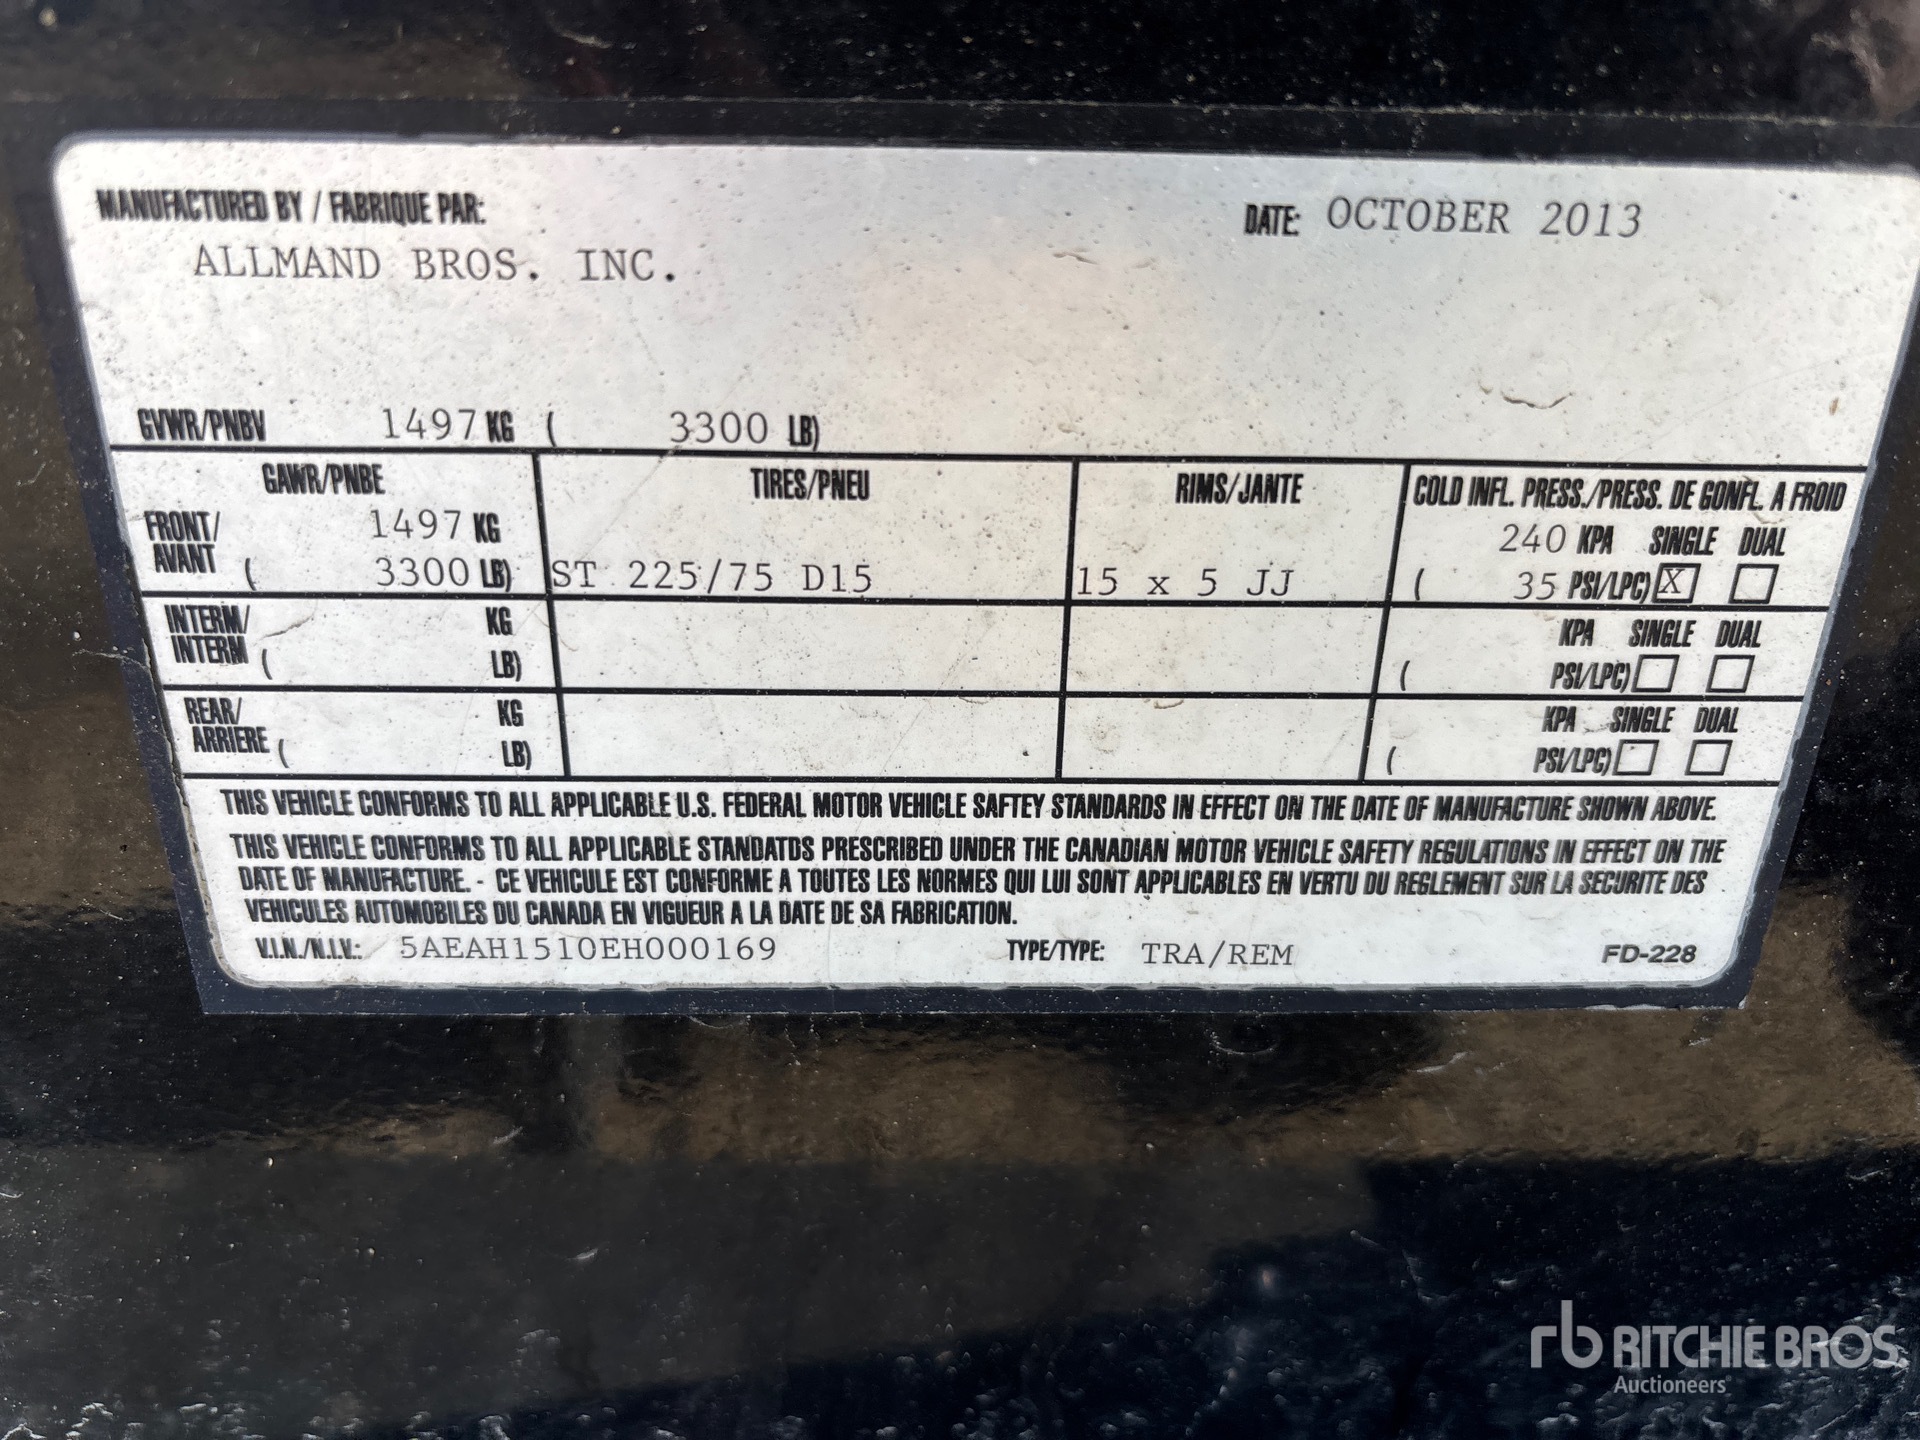 MANUFACTURED BY / FABRIQUE PAR: DATE: OCTOBER 2013
ALLMAND BROS. INC.
GVWR/PNBV 1497 KG ( 3300 LB)
GAWR/PNBE TIRES/PNEU RIMS/JANTE COLD INFL. PRESS./PRESS. DE GONFL. A FROID
FRONT/ 1497 KG 240 KPA SINGLE DUAL
AVANT ( 3300 LB) ST 225/75 D15 15 x 5 JJ ( 35 PSI/LPC) X
INTERM/ KG KPA SINGLE DUAL
INTERM ( LB) ( PSI/LPC)
REAR/ KG KPA SINGLE DUAL
ARRIERE ( LB) ( PSI/LPC)
THIS VEHICLE CONFORMS TO ALL APPLICABLE U.S. FEDERAL MOTOR VEHICLE SAFTEY STANDARDS IN EFFECT ON THE DATE OF MANUFACTURE SHOWN ABOVE.
THIS VEHICLE CONFORMS TO ALL APPLICABLE STANDATDS PRESCRIBED UNDER THE CANADIAN MOTOR VEHICLE SAFETY REGULATIONS IN EFFECT ON THE
DATE OF MANUFACTURE. - CE VEHICULE EST CONFORME A TOUTES LES NORMES QUI LUI SONT APPLICABLES EN VERTU DU REGLEMENT SUR LA SECURITE DES
VEHICULES AUTOMOBILES DU CANADA EN VIGUEUR A LA DATE DE SA FABRICATION.
V.I.N./N.I.V.: 5AEAH1510EH000169 TYPE/TYPE: TRA/REM FD-228
rb RITCHIE BROS.
Auctioneers